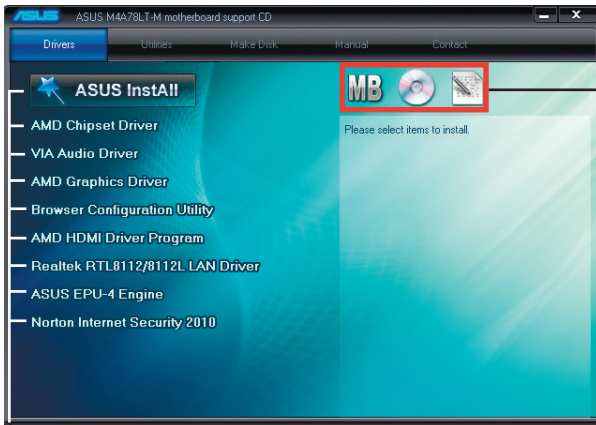 ASUS ASUS M4A78LT-M motherboard support CD
Drivers Utilities Make Disk Manual Contact
ASUS InstAll
MB
Please select items to install.
AMD Chipset Driver
VIA Audio Driver
AMD Graphics Driver
Browser Configuration Utility
AMD HDMI Driver Program
Realtek RTL8112/8112L LAN Driver
ASUS EPU-4 Engine
Norton Internet Security 2010